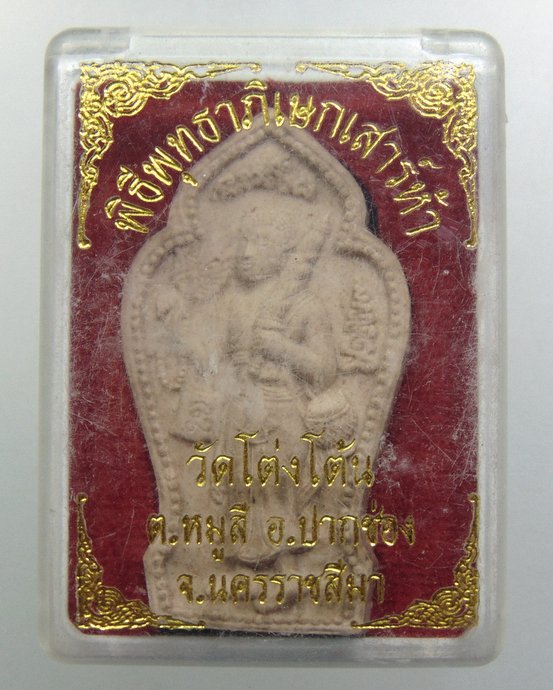 พิธีพุทธาภิเษกเสาร์ห้า
วัดโต่งโต้น
ต.หมูสี อ.ปากช่อง
จ.นครราชสีมา